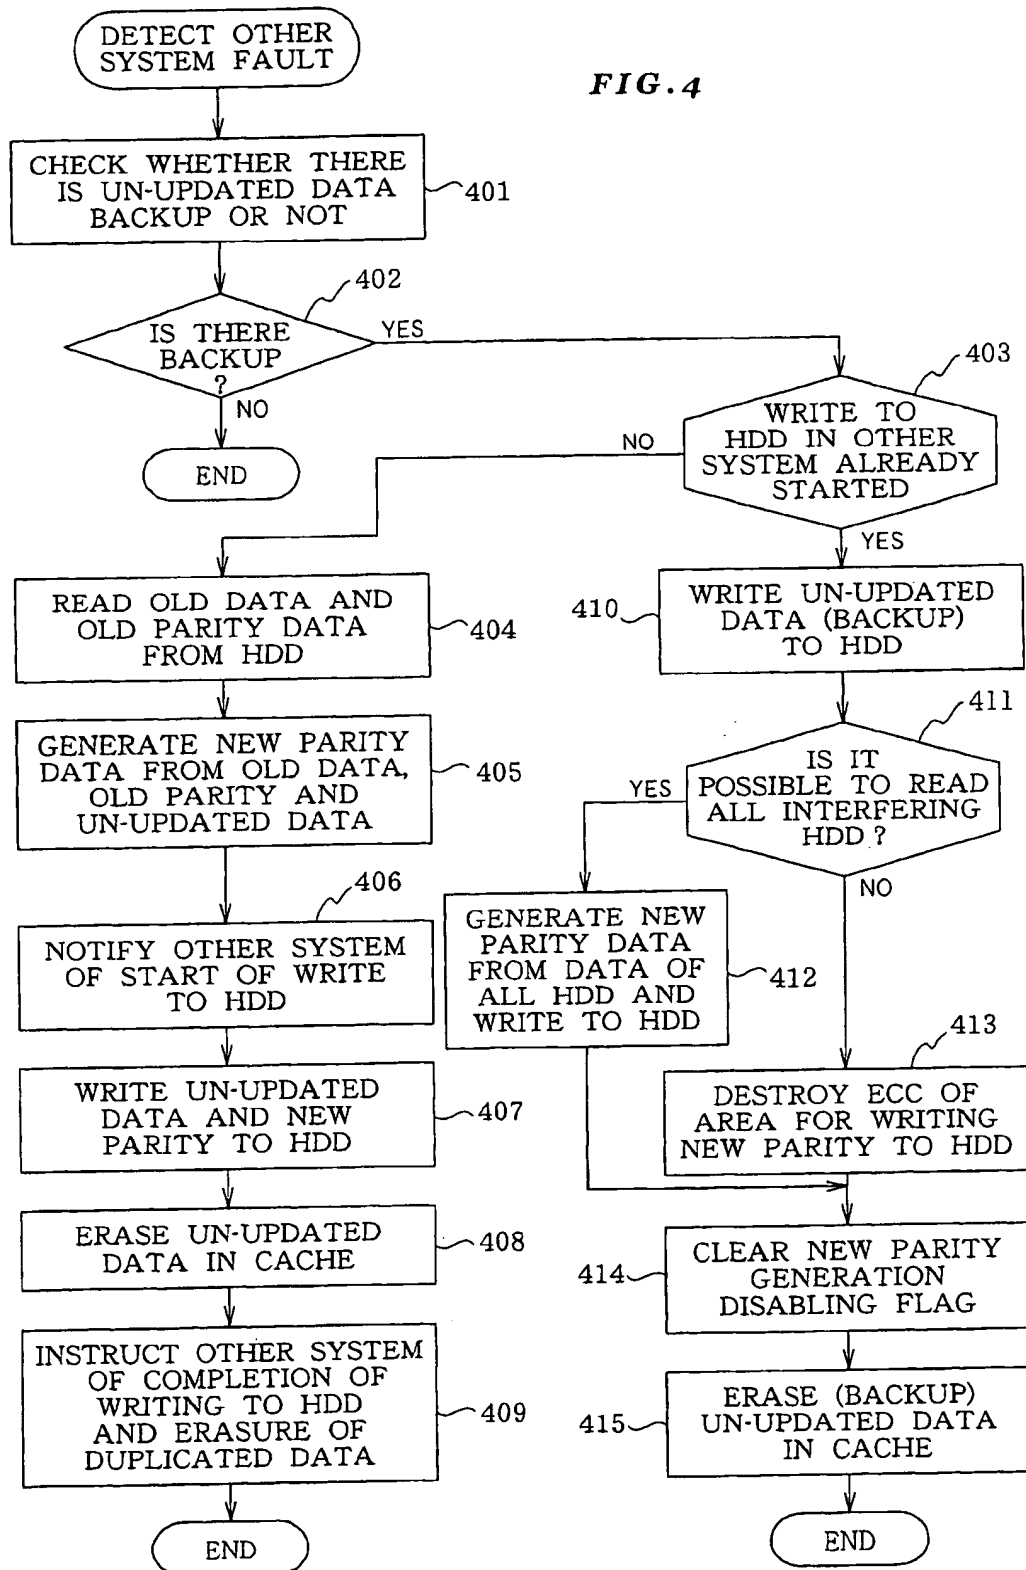 DETECT OTHER
SYSTEM FAULT
FIG.4
CHECK WHETHER THERE
IS UN-UPDATED DATA
BACKUP OR NOT
401
402
IS THERE
BACKUP
?
YES
NO
END
403
WRITE TO
HDD IN OTHER
SYSTEM ALREADY
STARTED
NO
YES
READ OLD DATA AND
OLD PARITY DATA
FROM HDD
404
GENERATE NEW PARITY
DATA FROM OLD DATA,
OLD PARITY AND
UN-UPDATED DATA
405
406
NOTIFY OTHER SYSTEM
OF START OF WRITE
TO HDD
WRITE UN-UPDATED
DATA AND NEW
PARITY TO HDD
407
ERASE UN-UPDATED
DATA IN CACHE
408
INSTRUCT OTHER SYSTEM
OF COMPLETION OF
WRITING TO HDD
AND ERASURE OF
DUPLICATED DATA
409
END
410
WRITE UN-UPDATED
DATA (BACKUP)
TO HDD
411
IS IT
POSSIBLE TO READ
ALL INTERFERING
HDD?
YES
NO
GENERATE NEW
PARITY DATA
FROM DATA OF
ALL HDD AND
WRITE TO HDD
412
413
DESTROY ECC OF
AREA FOR WRITING
NEW PARITY TO HDD
414
CLEAR NEW PARITY
GENERATION
DISABLING FLAG
415
ERASE (BACKUP)
UN-UPDATED DATA
IN CACHE
END